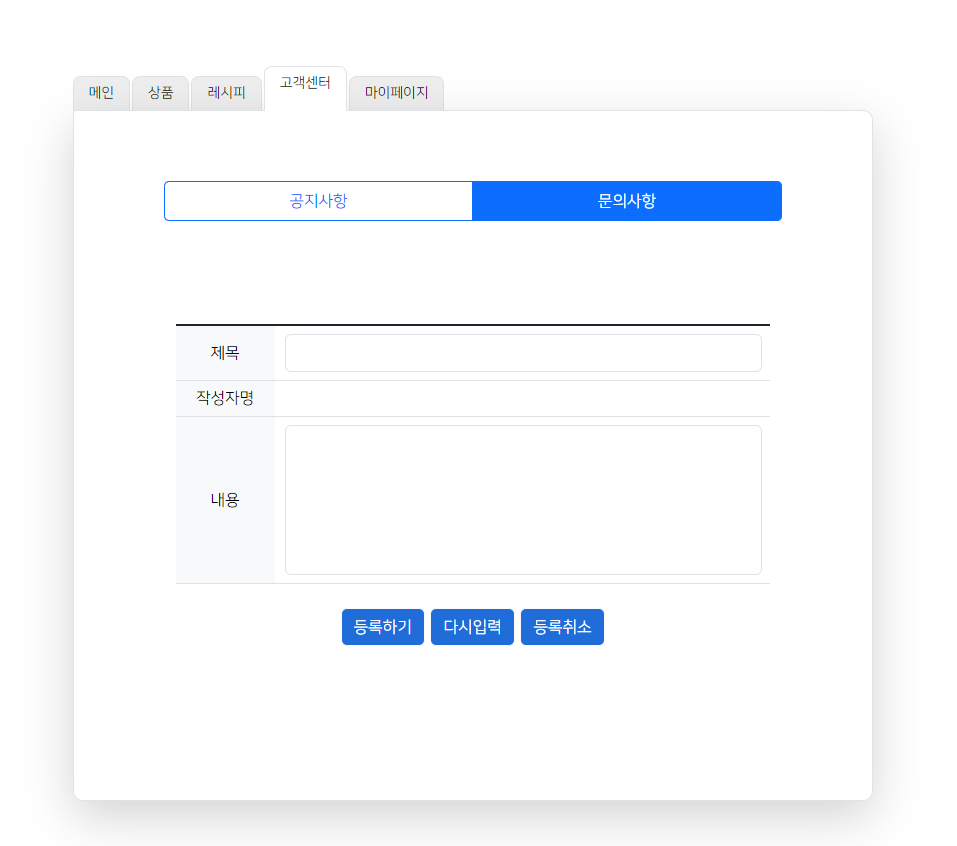 메인 상품 레시피 고객센터 마이페이지
공지사항 문의사항
제목
작성자명
내용
등록하기 다시입력 등록취소